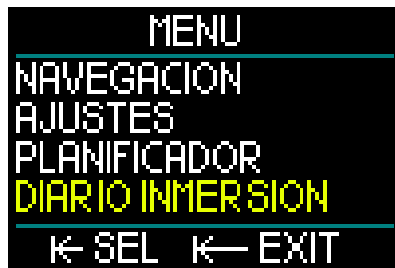 MENU
NAVEGACION
AJUSTES
PLANIFICADOR
DIARIO INMERSION
SEL EXIT